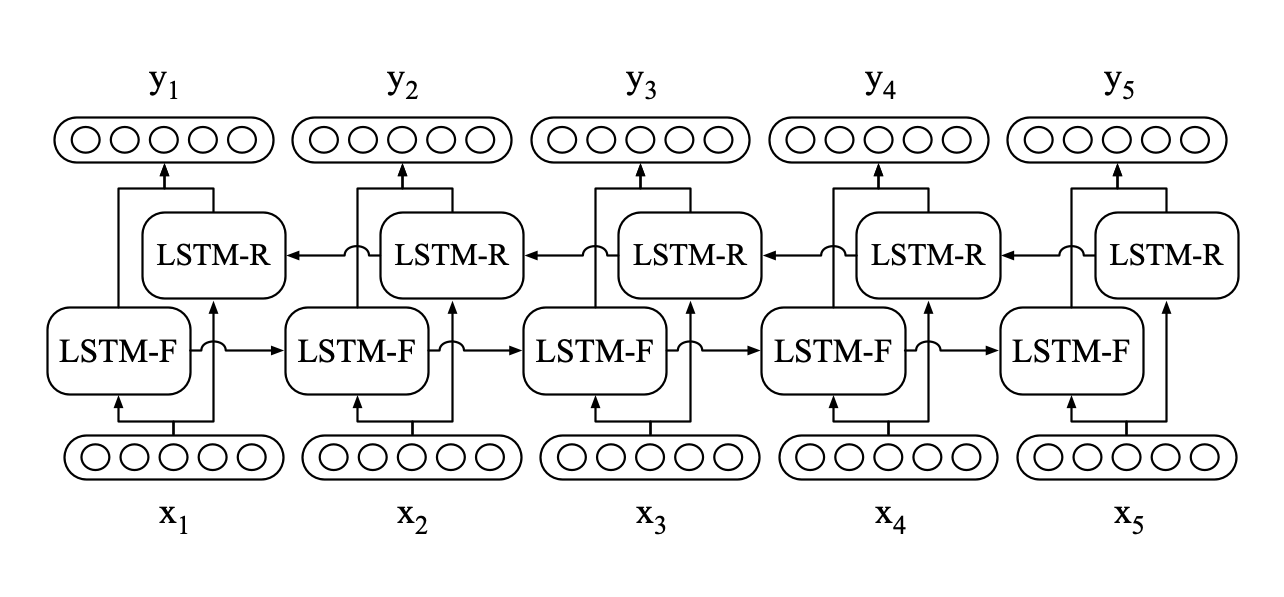 y₁ y₂ y₃ y₄ y₅
LSTM-R LSTM-R LSTM-R LSTM-R LSTM-R
LSTM-F LSTM-F LSTM-F LSTM-F LSTM-F
x₁ x₂ x₃ x₄ x₅